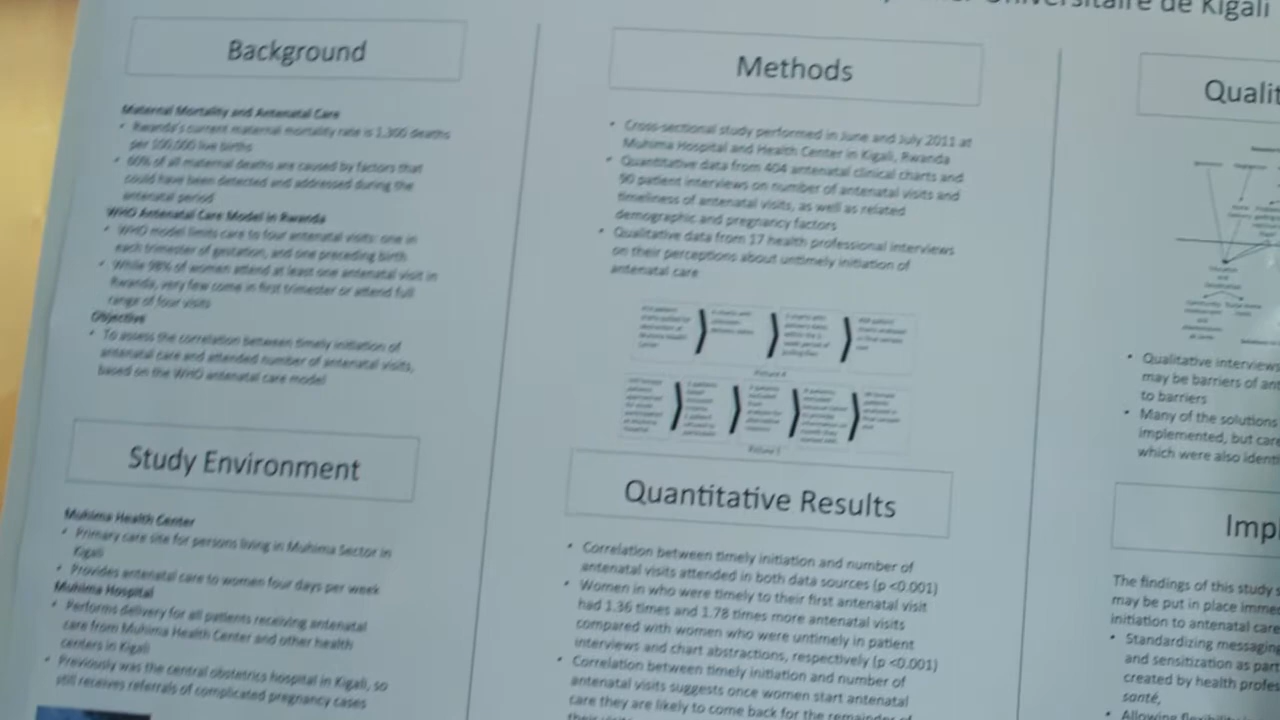 Universitaire de Kigali
Background
Maternal Mortality and Antenatal Care
• Rwanda's current maternal mortality rate is 1,300 deaths
per 100,000 live births
• 60% of all maternal deaths are caused by factors that
could have been detected and addressed during the
antenatal period
WHO Antenatal Care Model in Rwanda
• WHO model limits care to four antenatal visits: one in
each trimester of gestation, and one preceding birth
• While 98% of women attend at least one antenatal visit in
Rwanda, very few come in first trimester or attend full
range of four visits
Objective
• To assess the correlation between timely initiation of
antenatal care and attended number of antenatal visits,
based on the WHO antenatal care model
Study Environment
Muhima Health Center
• Primary care site for persons living in Muhima Sector in
Kigali
• Provides antenatal care to women four days per week
Muhima Hospital
• Performs delivery for all patients receiving antenatal
care from Muhima Health Center and other health
centers in Kigali
• Previously was the central obstetrics hospital in Kigali, so
still receives referrals of complicated pregnancy cases
Methods
• Cross-sectional study performed in June and July 2011 at
Muhima Hospital and Health Center in Kigali, Rwanda
• Quantitative data from 404 antenatal clinical charts and
90 patient interviews on number of antenatal visits and
timeliness of antenatal visits, as well as related
demographic and pregnancy factors
• Qualitative data from 17 health professional interviews
on their perceptions about untimely initiation of
antenatal care
Quantitative Results
• Correlation between timely initiation and number of
antenatal visits attended in both data sources (p <0.001)
• Women in who were timely to their first antenatal visit
had 1.36 times and 1.78 times more antenatal visits
compared with women who were untimely in patient
interviews and chart abstractions, respectively (p <0.001)
• Correlation between timely initiation and number of
antenatal visits suggests once women start antenatal
care they are likely to come back for the remainder of
their visits
Qualit
• Qualitative interviews
may be barriers of an
to barriers
• Many of the solutions
implemented, but car
which were also identi
Imp
The findings of this study s
may be put in place imme
initiation to antenatal care
• Standardizing messaging
and sensitization as part
created by health profes
santé,
• Allowing flexibili